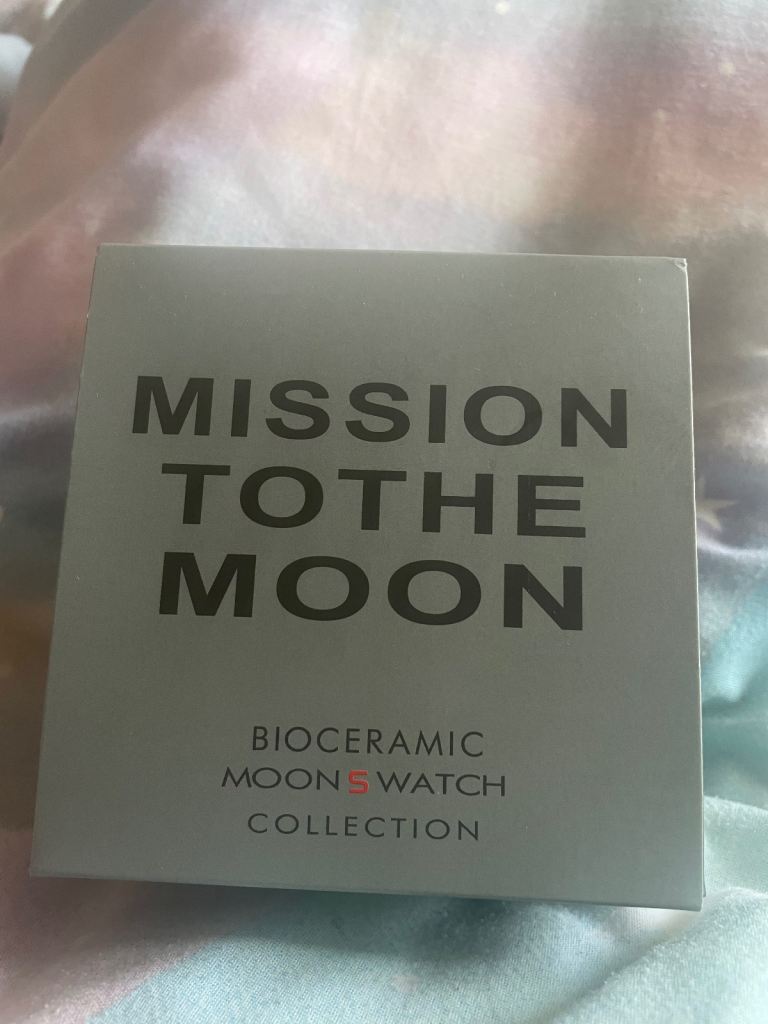 MISSION
TOTHE
MOON
BIOCERAMIC
MOONSWATCH
COLLECTION